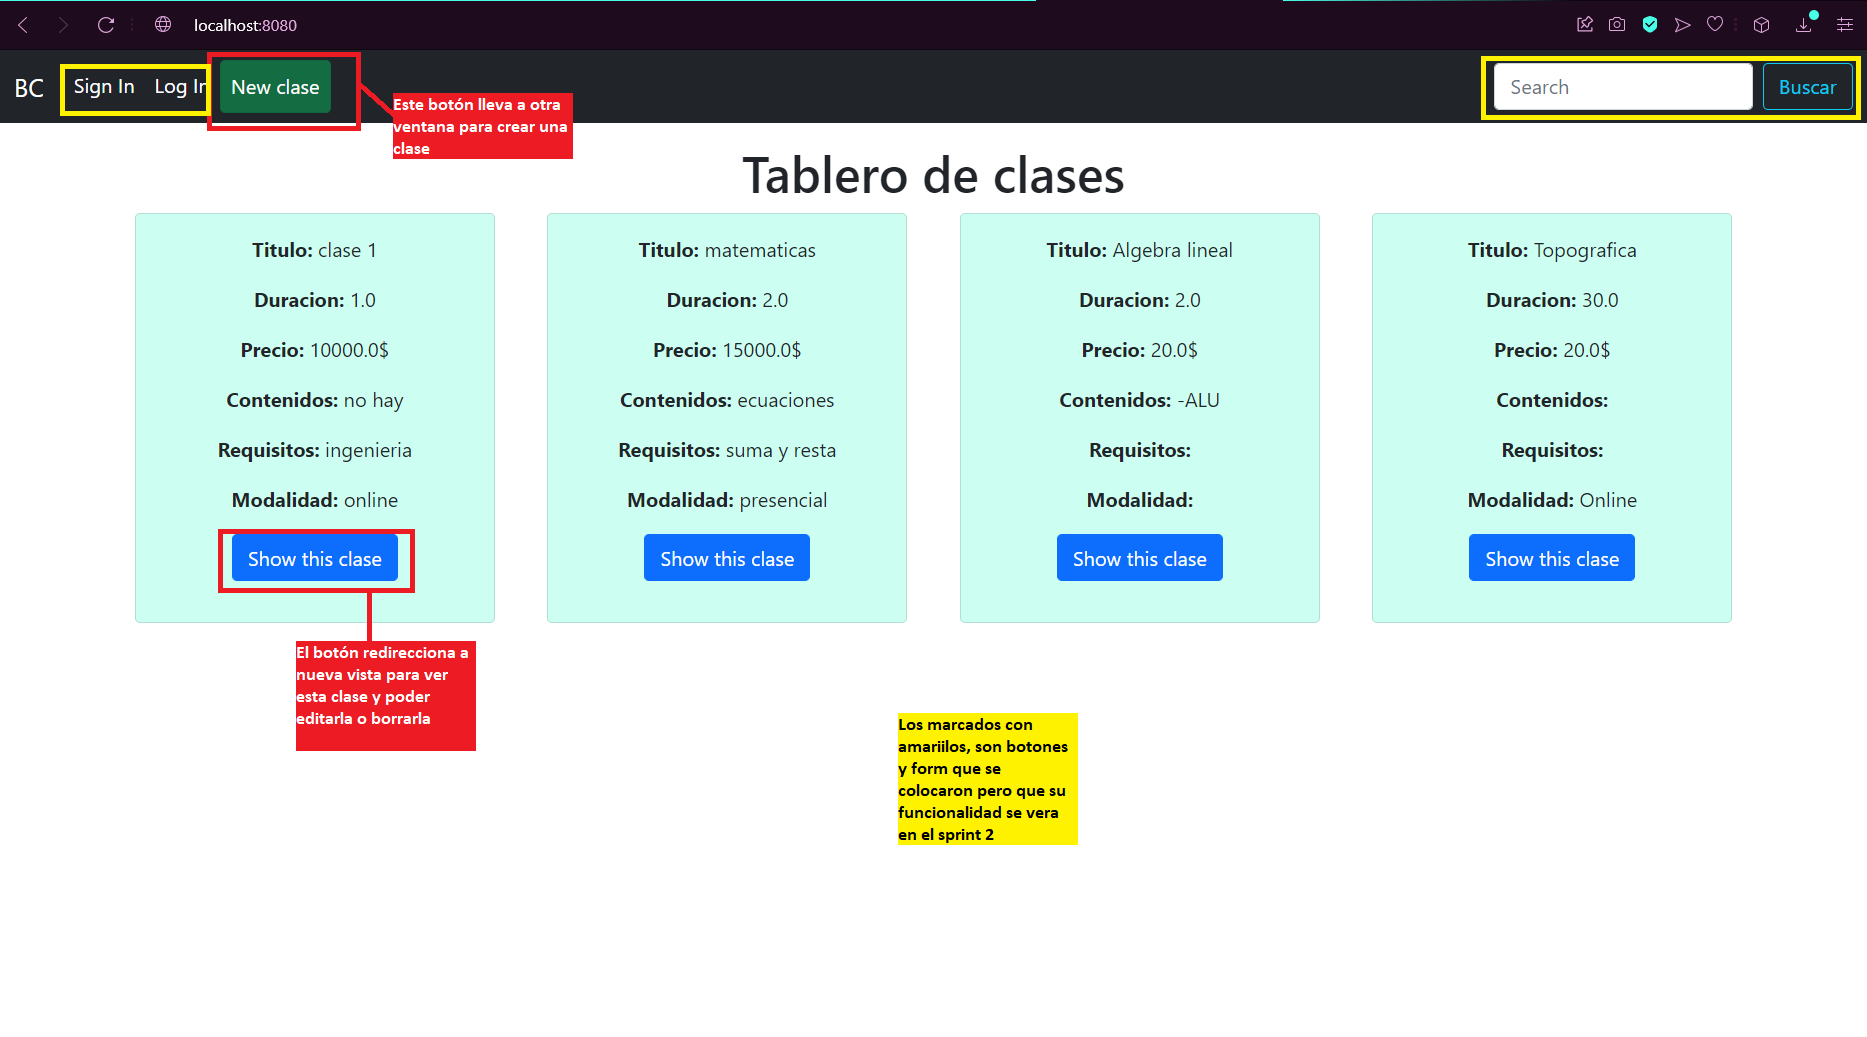 localhost:8080
BC Sign In Log In New clase Search Buscar
Este botón lleva a otra
ventana para crear una
clase
Tablero de clases
Titulo: clase 1
Duracion: 1.0
Precio: 10000.0$
Contenidos: no hay
Requisitos: ingenieria
Modalidad: online
Show this clase
Titulo: matematicas
Duracion: 2.0
Precio: 15000.0$
Contenidos: ecuaciones
Requisitos: suma y resta
Modalidad: presencial
Show this clase
Titulo: Algebra lineal
Duracion: 2.0
Precio: 20.0$
Contenidos: -ALU
Requisitos:
Modalidad:
Show this clase
Titulo: Topografica
Duracion: 30.0
Precio: 20.0$
Contenidos:
Requisitos:
Modalidad: Online
Show this clase
El botón redirecciona a
nueva vista para ver
esta clase y poder
editarla o borrarla
Los marcados con
amariilos, son botones
y form que se
colocaron pero que su
funcionalidad se vera
en el sprint 2